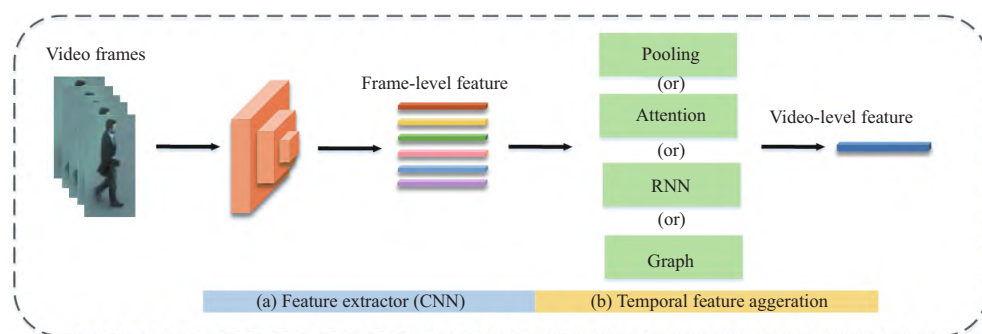 Video frames
Frame-level feature
Pooling
(or)
Attention
(or)
RNN
(or)
Graph
Video-level feature
(a) Feature extractor (CNN)
(b) Temporal feature aggeration